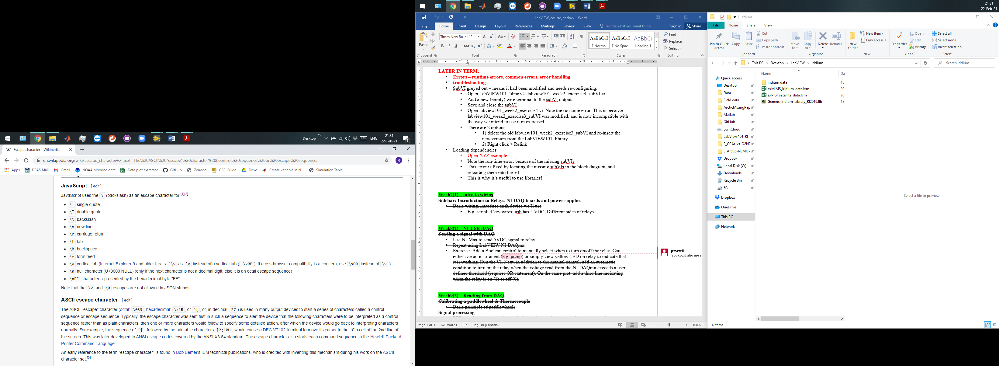 Desktop
ENG
21:31
22-Feb-21
1
W Escape character - Wikipedia
en.wikipedia.org/wiki/Escape_character#:~:text=The%20ASCII%20"escape"%20character%20(,control%20sequence%20or%20escape%20sequence.
R
Apps
EOAS Mail
Gmail
NOAA Mooring data
Data plot extractor
GitHub
Zenodo
GBC Guide
Drive
Create variable in N...
Simulation Table
JavaScript [ edit ]
JavaScript uses the \ (backslash) as an escape character for:[1][2]
• \' single quote
• \" double quote
• \\ backslash
• \n new line
• \r carriage return
• \t tab
• \b backspace
• \f form feed
• \v vertical tab (Internet Explorer 9 and older treats '\v as 'v instead of a vertical tab ( '\x0B ). If cross-browser compatibility is a concern, use \x0B instead of \v .)
• \0 null character (U+0000 NULL) (only if the next character is not a decimal digit; else it is an octal escape sequence)
• \xFF character represented by the hexadecimal byte "FF"
Note that the \v and \0 escapes are not allowed in JSON strings.
ASCII escape character [ edit ]
The ASCII "escape" character (octal: \033 , hexadecimal: \x1B , or ^[ , or, in decimal, 27 ) is used in many output devices to start a series of characters called a control
sequence or escape sequence. Typically, the escape character was sent first in such a sequence to alert the device that the following characters were to be interpreted as a control
sequence rather than as plain characters, then one or more characters would follow to specify some detailed action, after which the device would go back to interpreting characters
normally. For example, the sequence of ^[ , followed by the printable characters [2;10H , would cause a DEC VT102 terminal to move its cursor to the 10th cell of the 2nd line of
the screen. This was later developed to ANSI escape codes covered by the ANSI X3.64 standard. The escape character also starts each command sequence in the Hewlett Packard
Printer Command Language.
An early reference to the term "escape character" is found in Bob Bemer's IBM technical publications, who is credited with inventing this mechanism during his work on the ASCII
character set.[3]
21:31
22-Feb-21
LabVIEW_course_pt.docx - Word
File Home Insert Design Layout References Mailings Review View Tell me what you want to do... Sign in Share
Paste
Times New Ro 12
AaBbCcI AaBbCcI AaBbCc
¶ Normal ¶ No Spac... Heading 1
Find
Replace
Select
Clipboard Font Paragraph Styles Editing
LATER IN TERM:
• Errors – runtime errors, common errors, error handling
• troubleshooting
• SubVI greyed out – means it had been modified and needs re-configuring.
• Open LabVIEW101_library > labview101_week2_exercise3_subVI.vi
• Add a new (empty) wire terminal to the subVI output
• Save and close the subVI
• Open labview101_week2_exercise4.vi. Note the run-time error. This is because
labview101_week2_exercise3_subVI was modified, and is now incompatible with
the way we intend to use it in exercise4.
• There are 2 options:
• 1) delete the old labview101_week2_exercise3_subVI and re-insert the
new version from the LabVIEW101_library
• 2) Right click > Relink
• Loading dependencies
• Open XYZ example
• Note the run-time error, because of the missing subVIs
• This error is fixed by locating the missing subVIs in the block diagram, and
reloading them into the VI.
• This is why it's useful to use libraries!
Week7(1) – intro to wiring
Sidebar: Introduction to Relays, NI DAQ boards and power supplies
• Basic wiring, introduce each device we'll use
• E.g. serial: 4 key wires; usb has 5 VDC; Different sides of relays
Week8(2) – NI USB /DAQ
Sending a signal with DAQ
• Use NI Max to send 5VDC signal to relay
• Repeat using LabVIEW NI DAQmx
• Exercise: Add a Boolean control to manually select when to turn on/off the relay. Can
either use an instrument (e.g. pump) or simply view yellow LED on relay to indicate that
it is working. Run the VI. Next, in addition to the manual control, add an automatic
condition to turn on the relay when the voltage read from the NI DAQmx exceeds a user-
defined threshold (requires OR statement). On the same plot, add a third line indicating
when the relay is on (1) or off (0).
Week9(3) – Reading from DAQ
Calibrating a paddlewheel & Thermocouple
• Basic principle of paddlewheels
Signal processing
ptortell
You could also use a
Page 1 of 3 670 words English (Canada) 100%
Iridium
File Home Share View
Pin to Quick
access
Copy
Paste
Cut
Copy path
Paste shortcut
Move
to
Copy
to
Delete
Rename
New
folder
New item
Easy access
Properties
Open
Edit
History
Select all
Select none
Invert selection
Clipboard Organize New Open Select
This PC > Desktop > LabVIEW > Iridium
Search Iridium
Name Da
iridium data 16
exMIMS_iridium-data.lvm 20
exPIGI_satellite_data.lvm 20
Generic-Iridium-Library_RI2019.llb 18
Quick access
Desktop
Data
Field data
ArcticMixingPap
Matlab
GitHub
ownCloud
LabView 101-RI
2_O2Ar-vs-O2N2
3_Arctic-NEMO-
Dropbox
Local Disk (C:)
Downloads
Recycle Bin
E:\
Dropbox
OneDrive
This PC
Network
Select a file to preview.
4 items